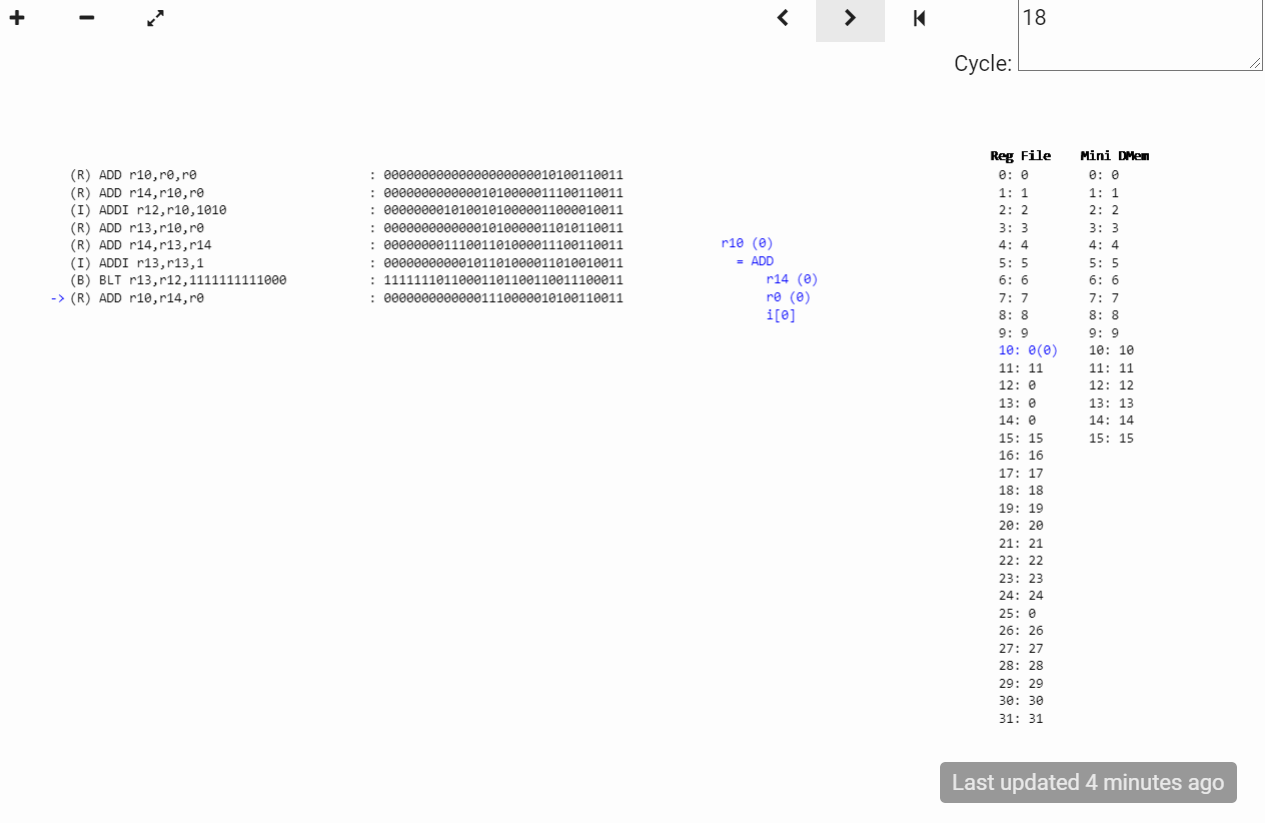 18
Cycle:
Reg File Mini DMem
(R) ADD r10,r0,r0 : 00000000000000000000010100110011
(R) ADD r14,r10,r0 : 00000000000001010000011100110011
(I) ADDI r12,r10,1010 : 00000000101001010000011000010011
(R) ADD r13,r10,r0 : 00000000000001010000011010110011
(R) ADD r14,r13,r14 : 00000000111001101000011100110011
(I) ADDI r13,r13,1 : 00000000000101101000011010010011
(B) BLT r13,r12,1111111111000 : 11111110110001101100110011100011
-> (R) ADD r10,r14,r0 : 00000000000001110000010100110011
r10 (0)
= ADD
r14 (0)
r0 (0)
i[0]
0: 0 0: 0
1: 1 1: 1
2: 2 2: 2
3: 3 3: 3
4: 4 4: 4
5: 5 5: 5
6: 6 6: 6
7: 7 7: 7
8: 8 8: 8
9: 9 9: 9
10: 0(0) 10: 10
11: 11 11: 11
12: 0 12: 12
13: 0 13: 13
14: 0 14: 14
15: 15 15: 15
16: 16
17: 17
18: 18
19: 19
20: 20
21: 21
22: 22
23: 23
24: 24
25: 0
26: 26
27: 27
28: 28
29: 29
30: 30
31: 31
Last updated 4 minutes ago